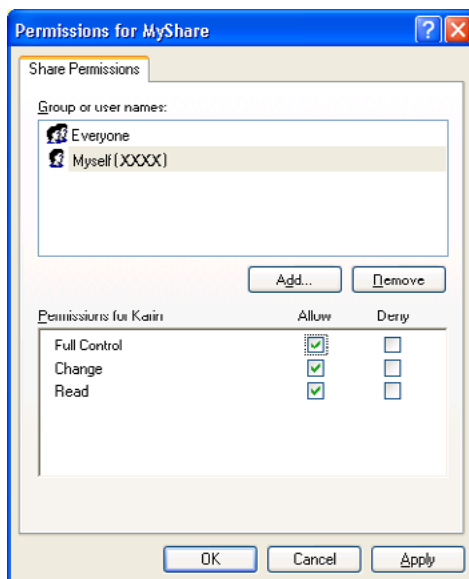 Permissions for MyShare
Share Permissions
Group or user names:
Everyone
Myself(XXXX)
Add... Remove
Permissions for Karin Allow Deny
Full Control
Change
Read
OK Cancel Apply